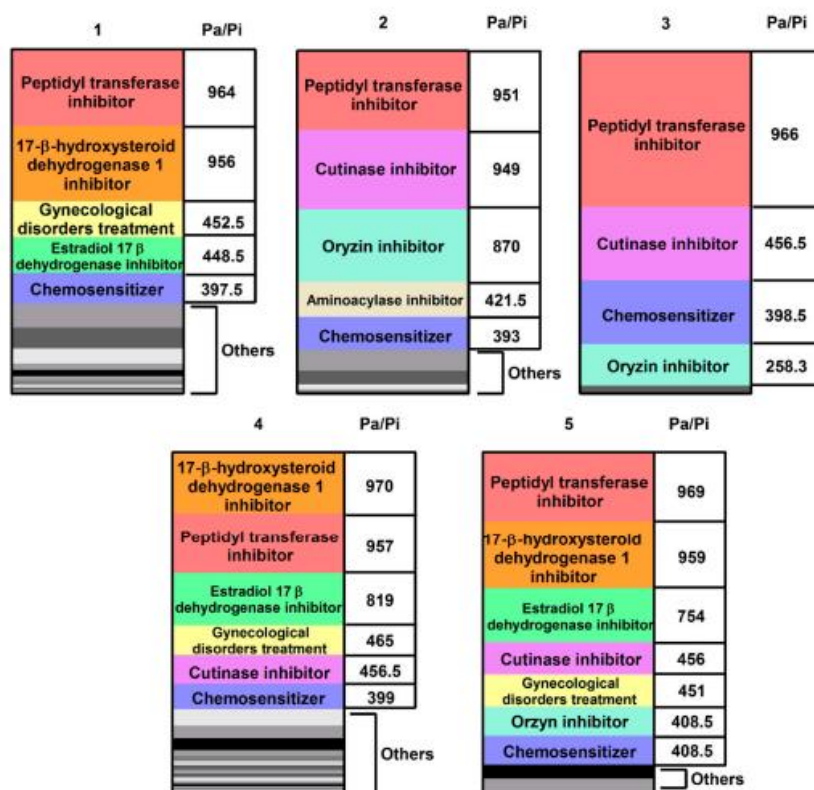 1 Pa/Pi
Peptidyl transferase
inhibitor
964
17-β-hydroxysteroid
dehydrogenase 1
inhibitor
956
Gynecological
disorders treatment
452.5
Estradiol 17 β
dehydrogenase inhibitor
448.5
Chemosensitizer
397.5
Others
2 Pa/Pi
Peptidyl transferase
inhibitor
951
Cutinase inhibitor
949
Oryzin inhibitor
870
Aminoacylase inhibitor
421.5
Chemosensitizer
393
Others
3 Pa/Pi
Peptidyl transferase
inhibitor
966
Cutinase inhibitor
456.5
Chemosensitizer
398.5
Oryzin inhibitor
258.3
4 Pa/Pi
17-β-hydroxysteroid
dehydrogenase 1
inhibitor
970
Peptidyl transferase
inhibitor
957
Estradiol 17 β
dehydrogenase inhibitor
819
Gynecological
disorders treatment
465
Cutinase inhibitor
456.5
Chemosensitizer
399
Others
5 Pa/Pi
Peptidyl transferase
inhibitor
969
17-β-hydroxysteroid
dehydrogenase 1
inhibitor
959
Estradiol 17 β
dehydrogenase inhibitor
754
Cutinase inhibitor
456
Gynecological
disorders treatment
451
Orzyn inhibitor
408.5
Chemosensitizer
408.5
Others